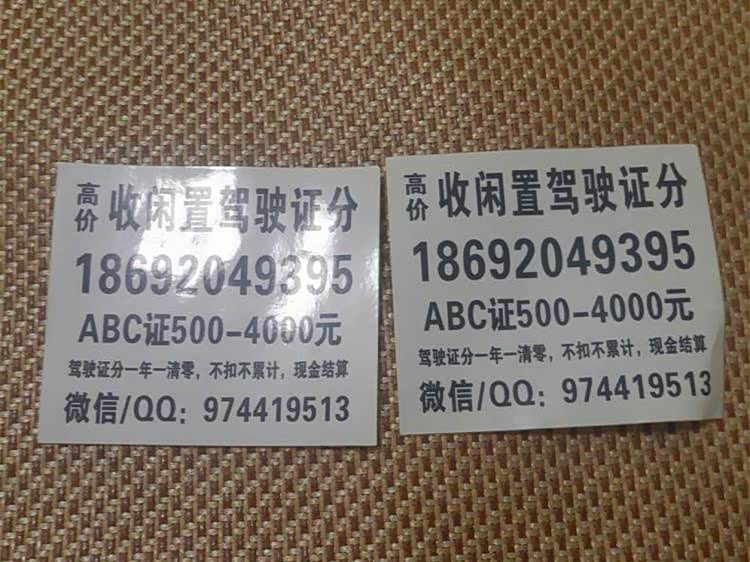 高价 收闲置驾驶证分
18692049395
ABC证500-4000元
驾驶证分一年一清零，不扣不累计，现金结算
微信/QQ：974419513
高价 收闲置驾驶证分
18692049395
ABC证500-4000元
驾驶证分一年一清零，不扣不累计，现金结算
微信/QQ：974419513